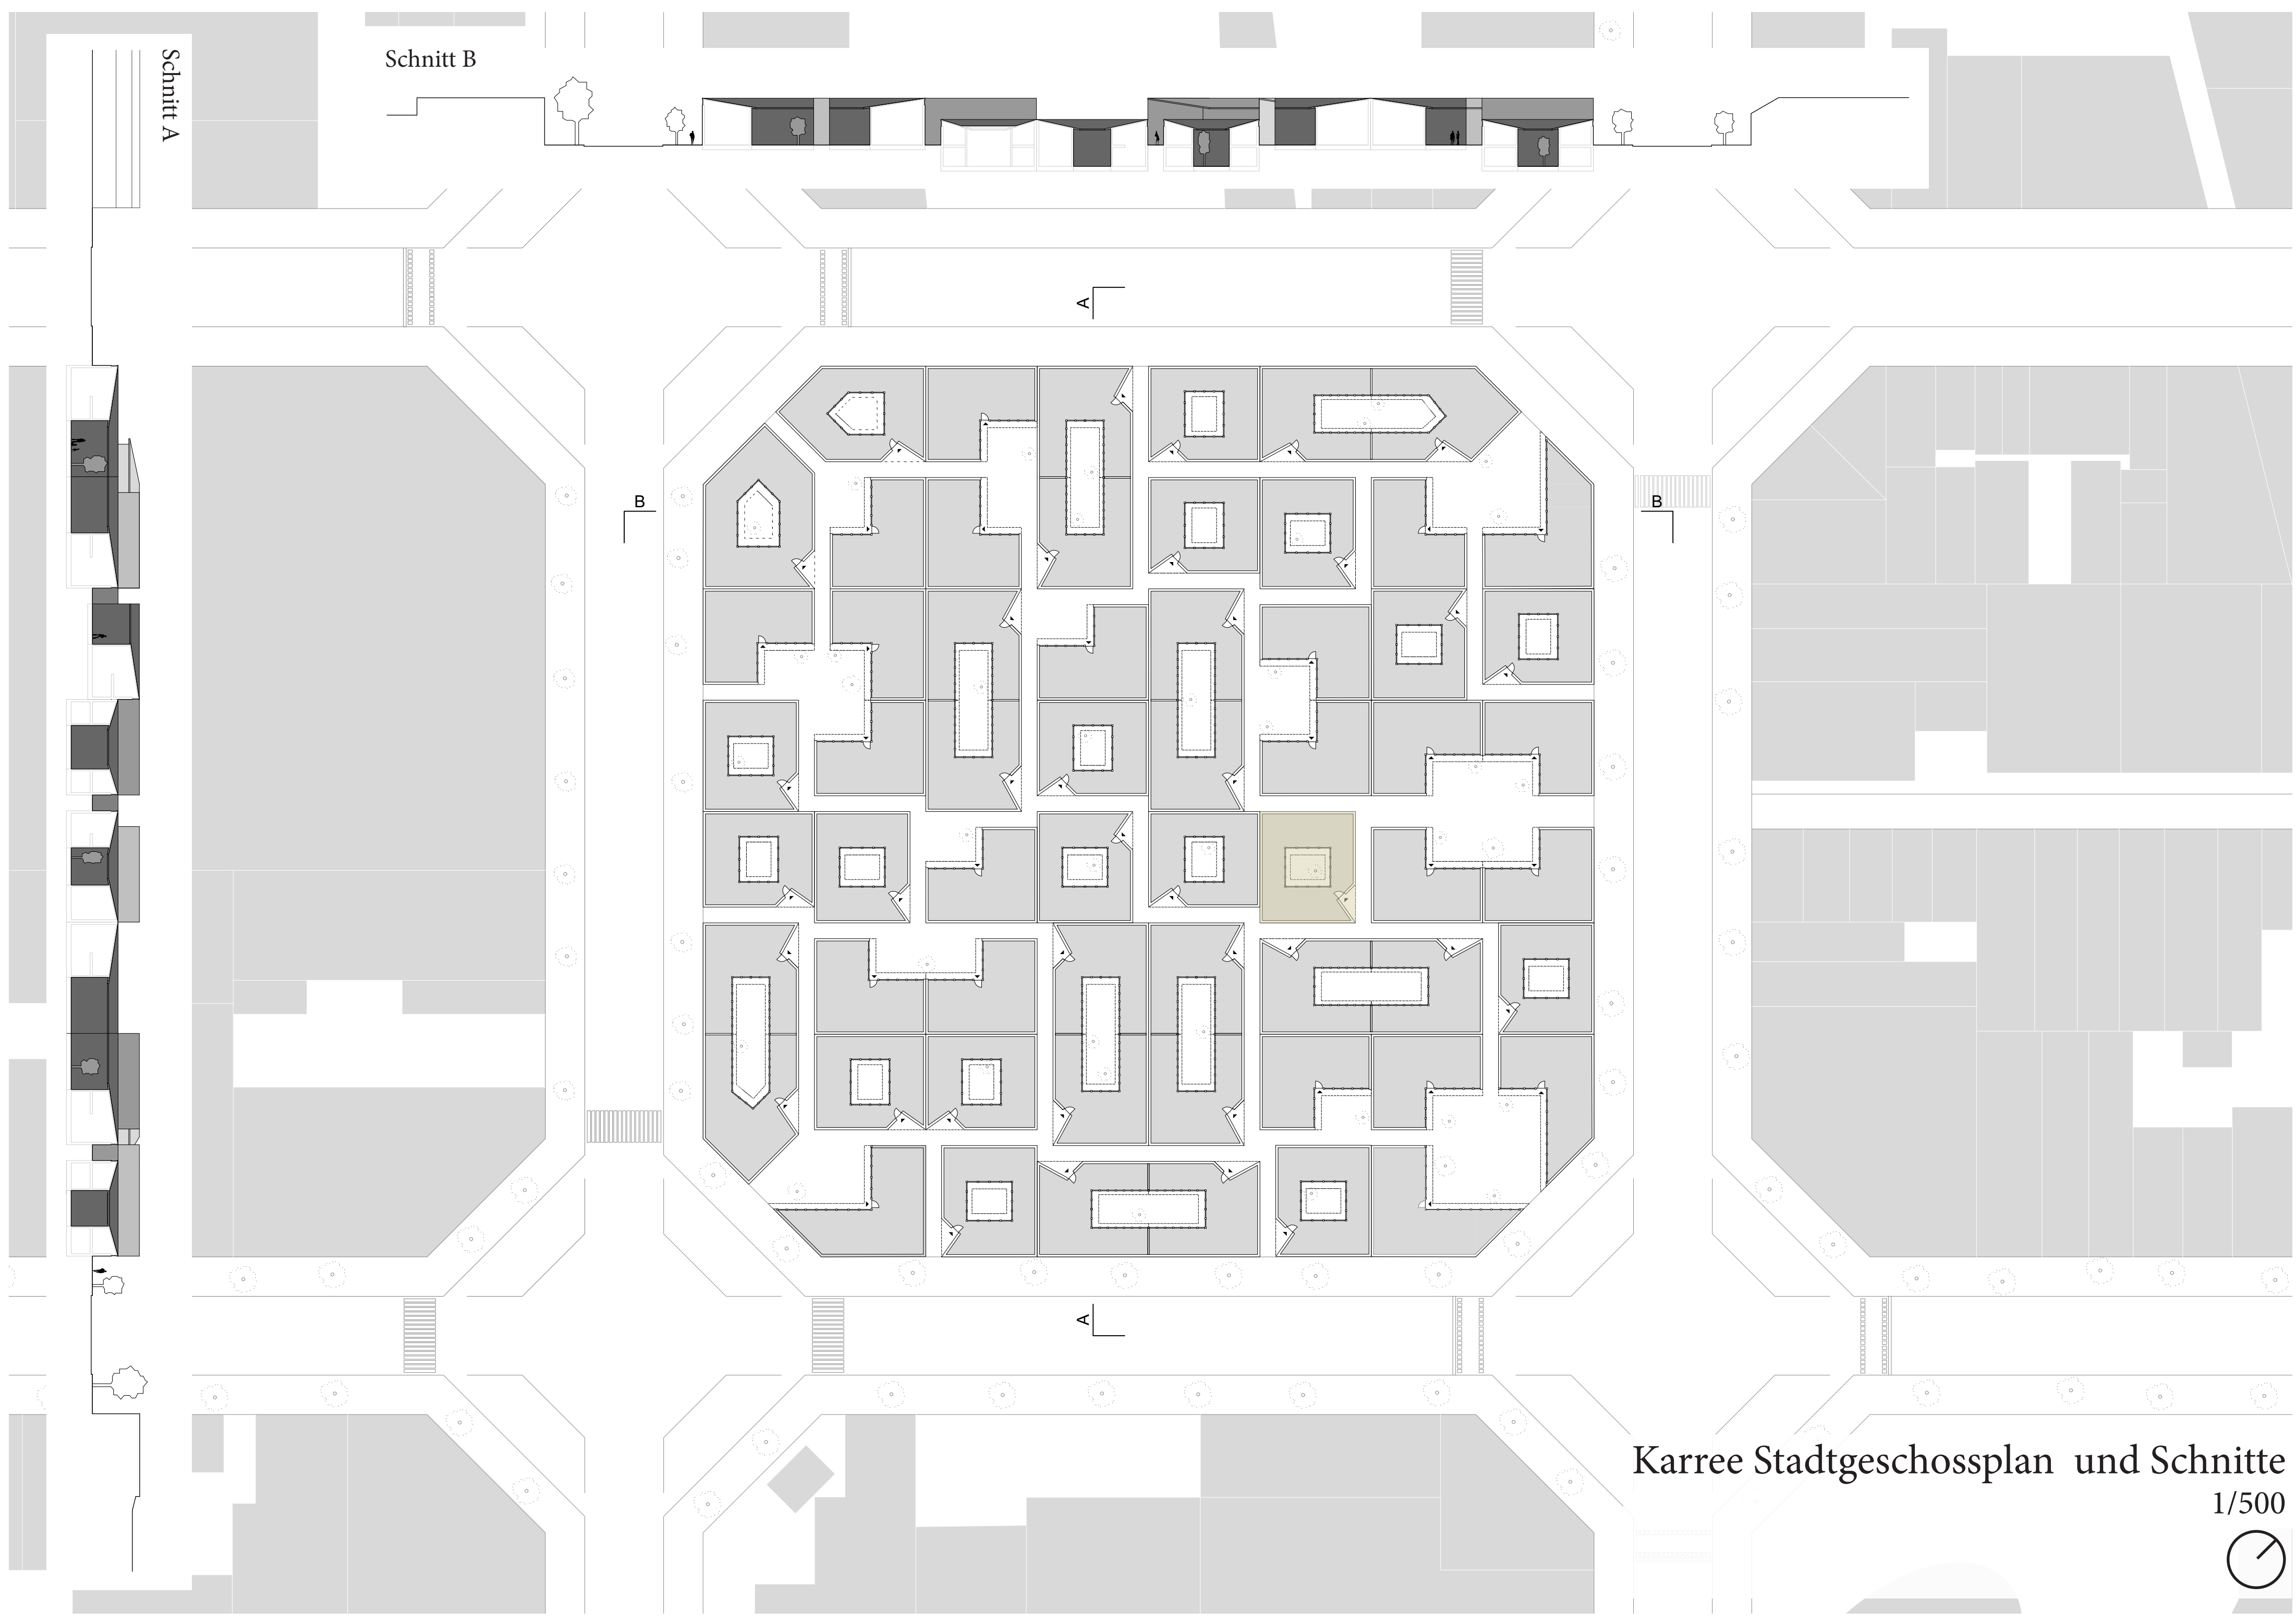 Schnitt A
Schnitt B
A
B
B
A
Karree Stadtgeschossplan und Schnitte
1/500